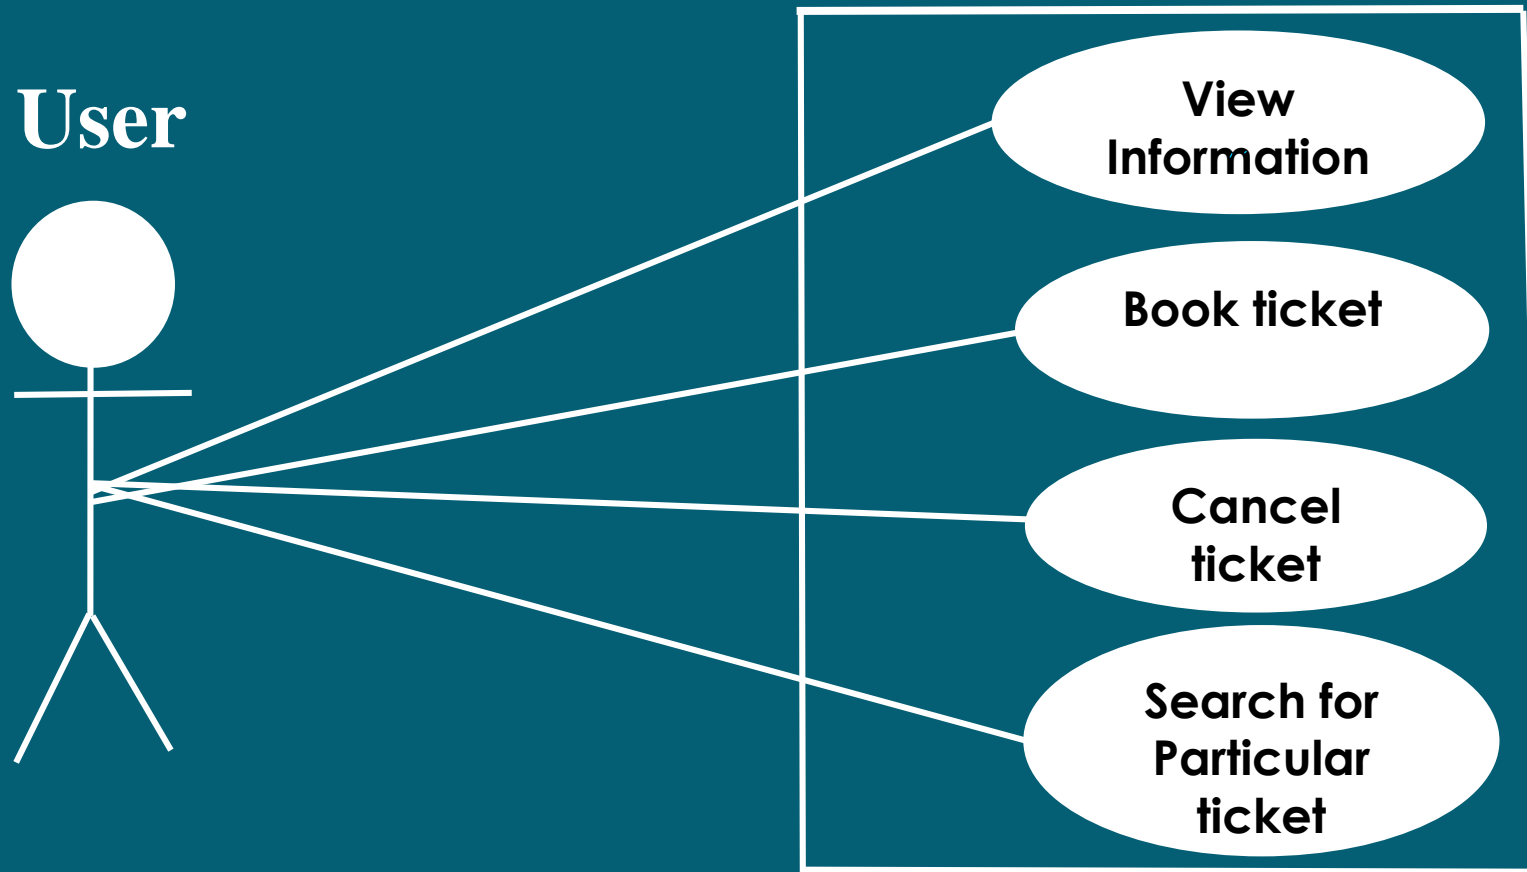 User
View
Information
Book ticket
Cancel
ticket
Search for
Particular
ticket